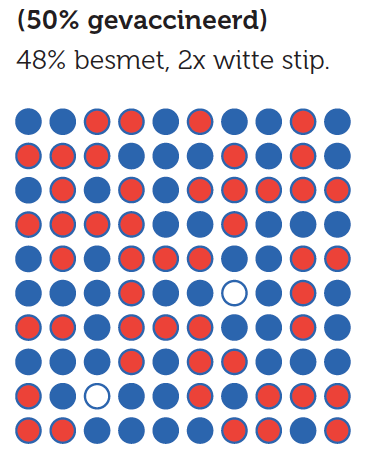 (50% gevaccineerd)
48% besmet, 2x witte stip.